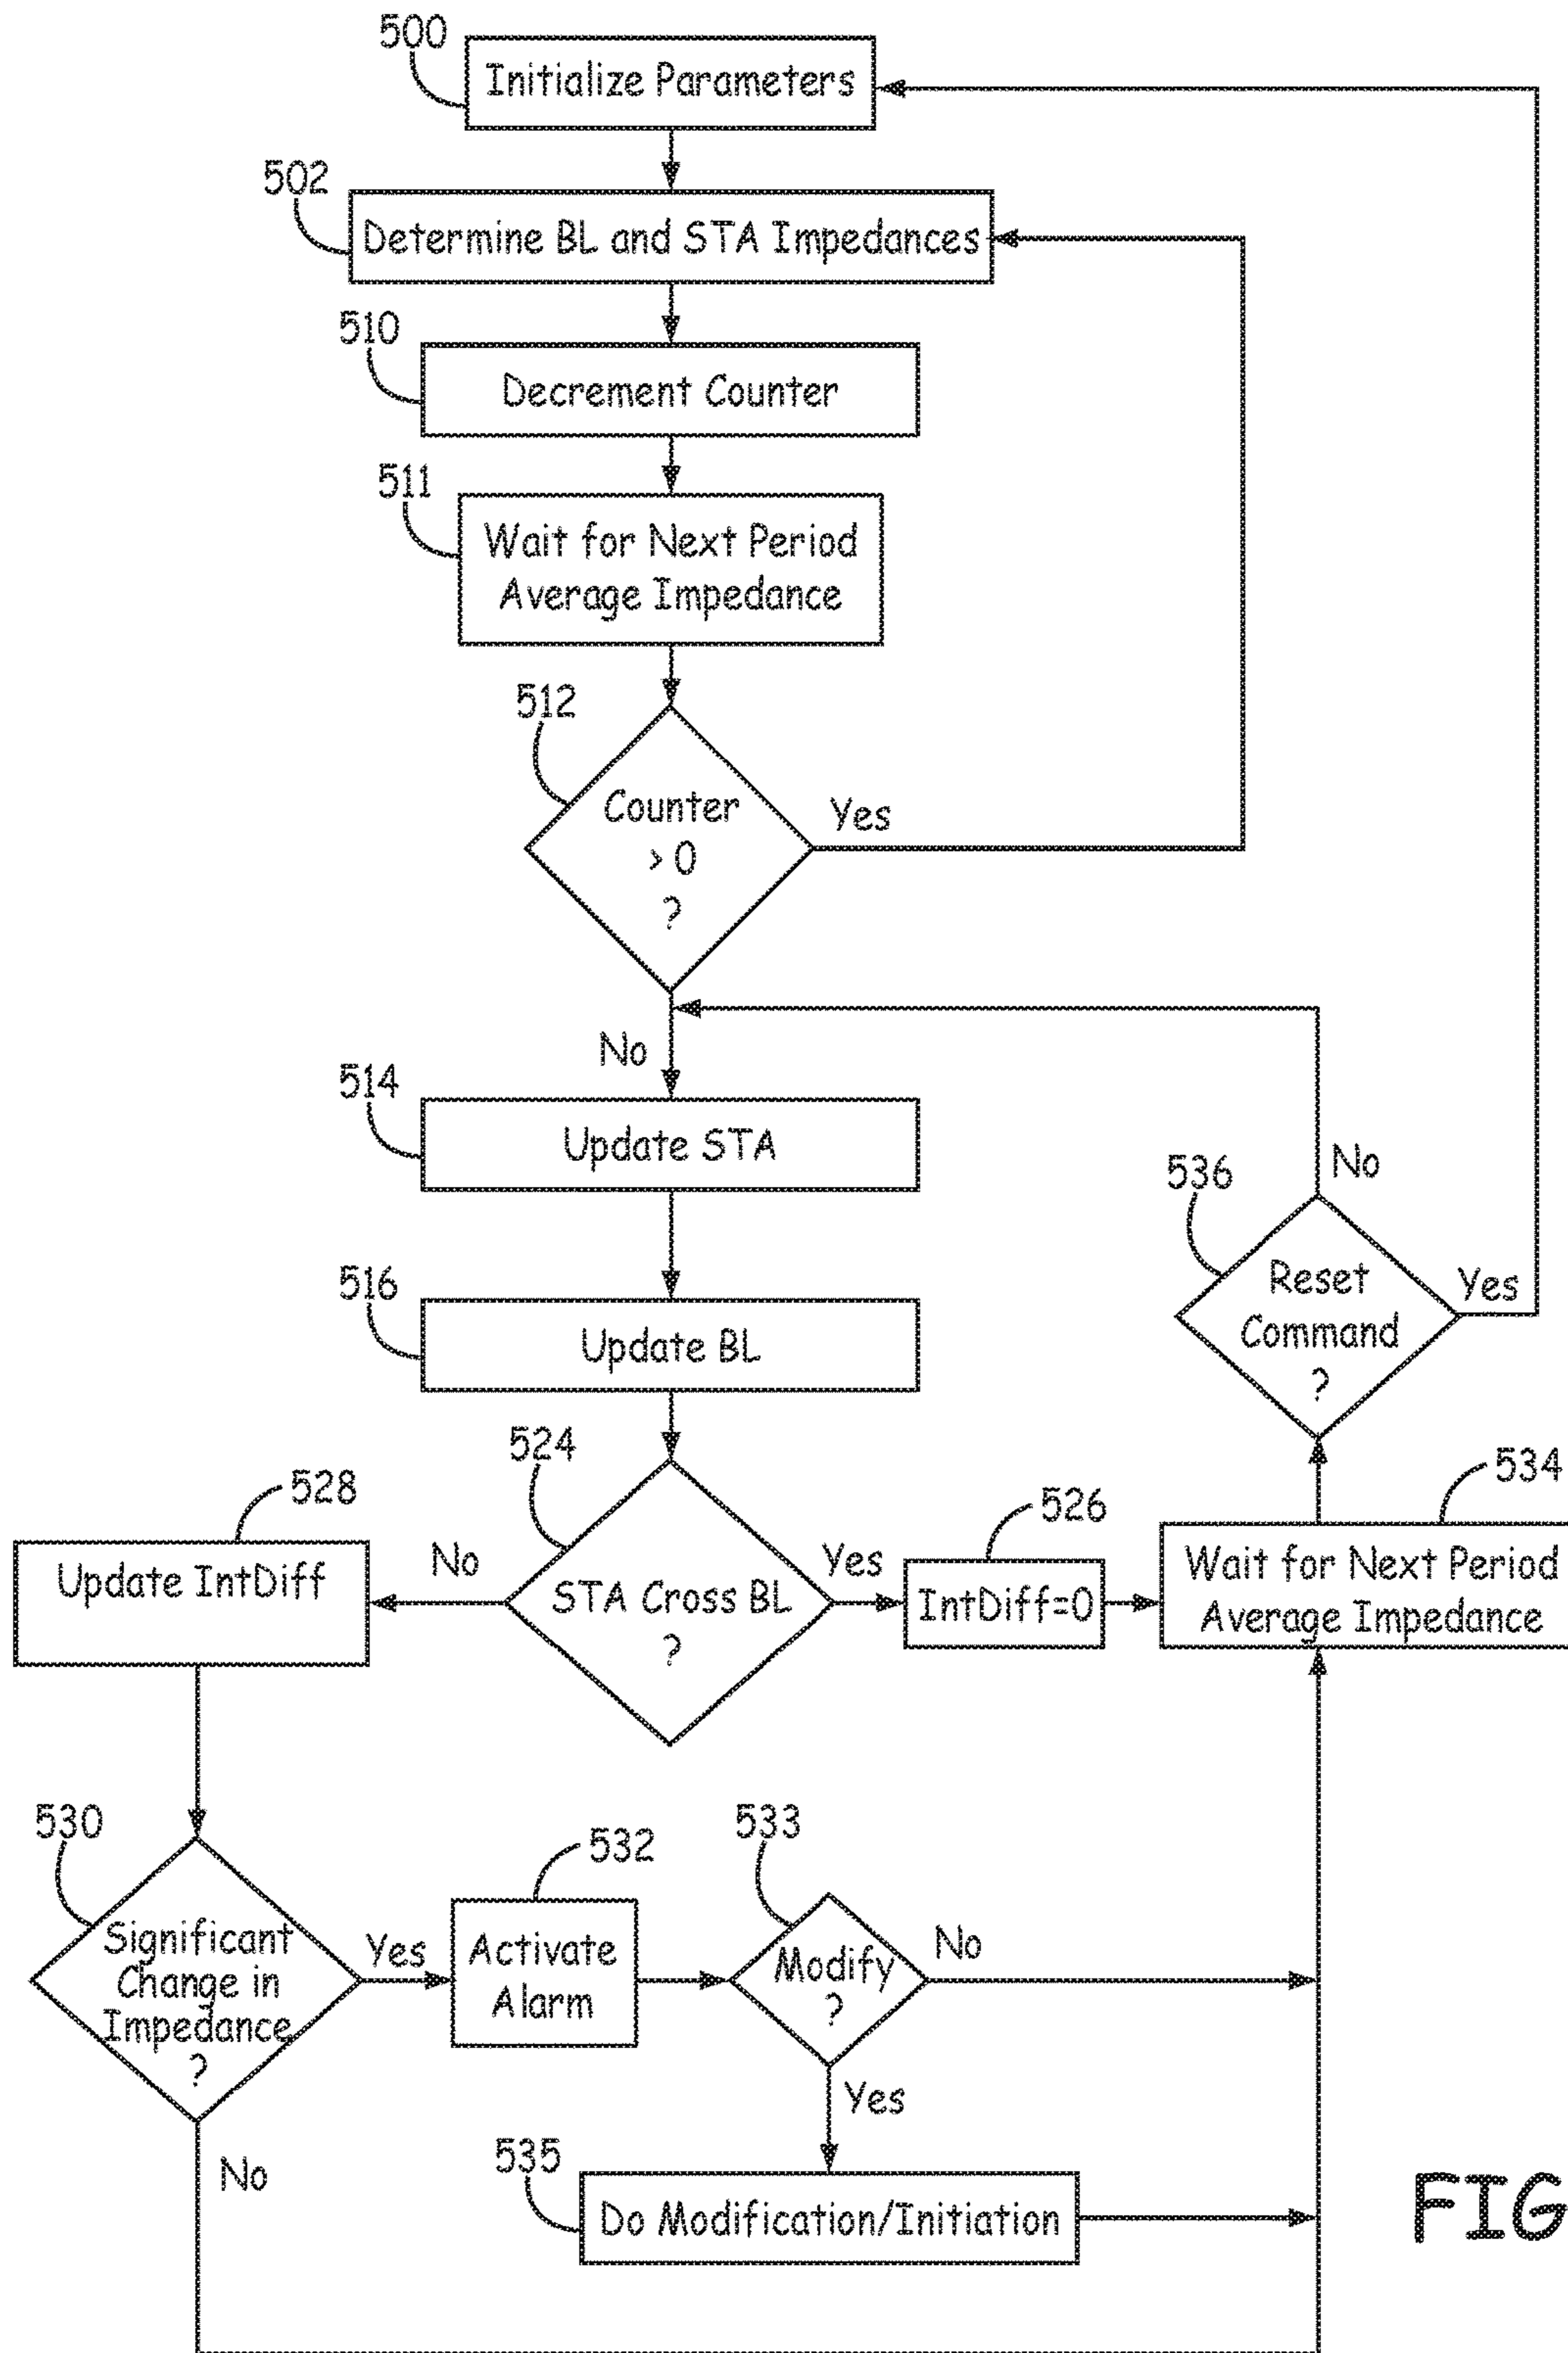 500
Initialize Parameters
502
Determine BL and STA Impedances
510
Decrement Counter
511
Wait for Next Period
Average Impedance
512
Counter
> 0
?
Yes
No
514
Update STA
536
No
Reset
Command
?
Yes
516
Update BL
524
STA Cross BL
?
No
Yes
528
Update IntDiff
526
IntDiff=0
534
Wait for Next Period
Average Impedance
530
Significant
Change in
Impedance
?
Yes
No
532
Activate
Alarm
533
Modify
?
No
Yes
535
Do Modification/Initiation
FIG